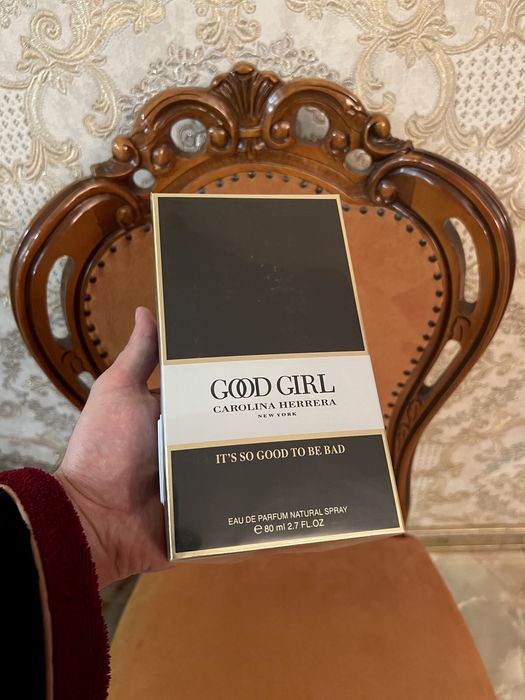 GOOD GIRL
CAROLINA HERRERA
NEW YORK
IT'S SO GOOD TO BE BAD
EAU DE PARFUM NATURAL SPRAY
℮ 80 ml 2.7 FL.OZ